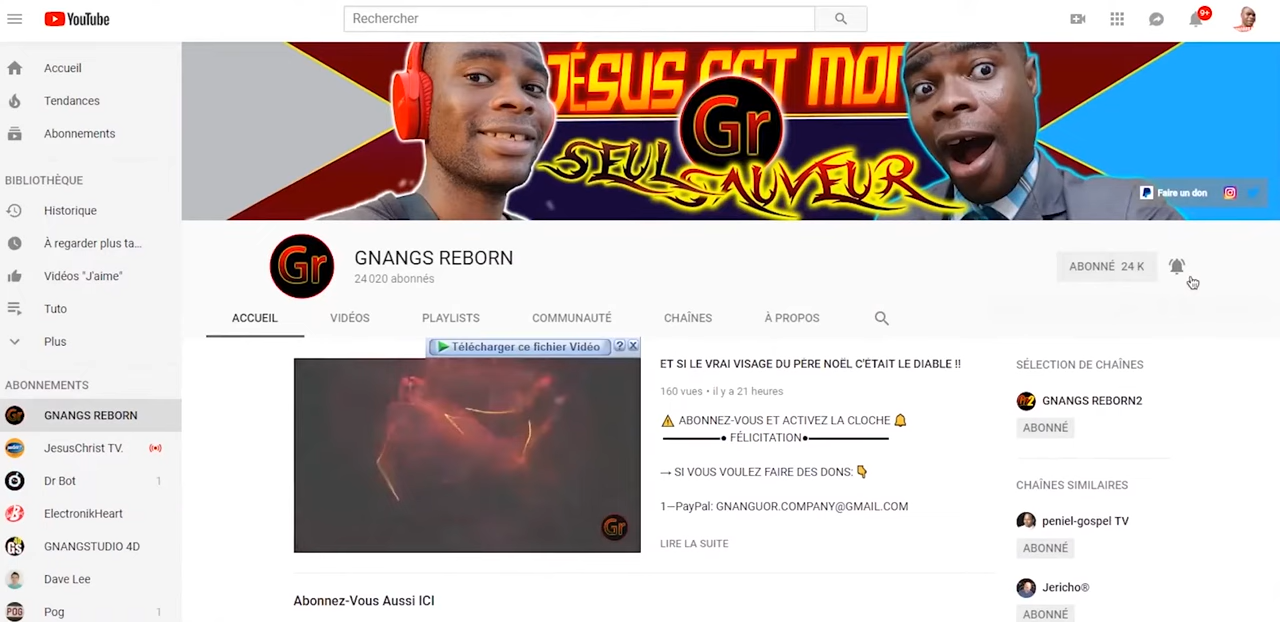 YouTube
Rechercher
9+
Accueil
Tendances
Abonnements
BIBLIOTHÈQUE
Historique
À regarder plus ta...
Vidéos "J'aime"
Tuto
Plus
ABONNEMENTS
GNANGS REBORN
JesusChrist TV.
Dr Bot 1
ElectronikHeart
GNANGSTUDIO 4D
Dave Lee
Pog 1
JÉSUS EST MON
Gr
SEUL SAUVEUR
Faire un don
Gr
GNANGS REBORN
24 020 abonnés
ABONNÉ 24 K
ACCUEIL VIDÉOS PLAYLISTS COMMUNAUTÉ CHAÎNES À PROPOS
Télécharger ce fichier Vidéo ? X
Gr
ET SI LE VRAI VISAGE DU PÈRE NOËL C'ÉTAIT LE DIABLE !!
160 vues • il y a 21 heures
⚠️ ABONNEZ-VOUS ET ACTIVEZ LA CLOCHE 🔔
━━━━━━● FÉLICITATION●━━━━━━━━
→ SI VOUS VOULEZ FAIRE DES DONS: 👇
1—PayPal: GNANGUOR.COMPANY@GMAIL.COM
LIRE LA SUITE
Abonnez-Vous Aussi ICI
SÉLECTION DE CHAÎNES
GNANGS REBORN2
ABONNÉ
CHAÎNES SIMILAIRES
peniel-gospel TV
ABONNÉ
Jericho®
ABONNÉ